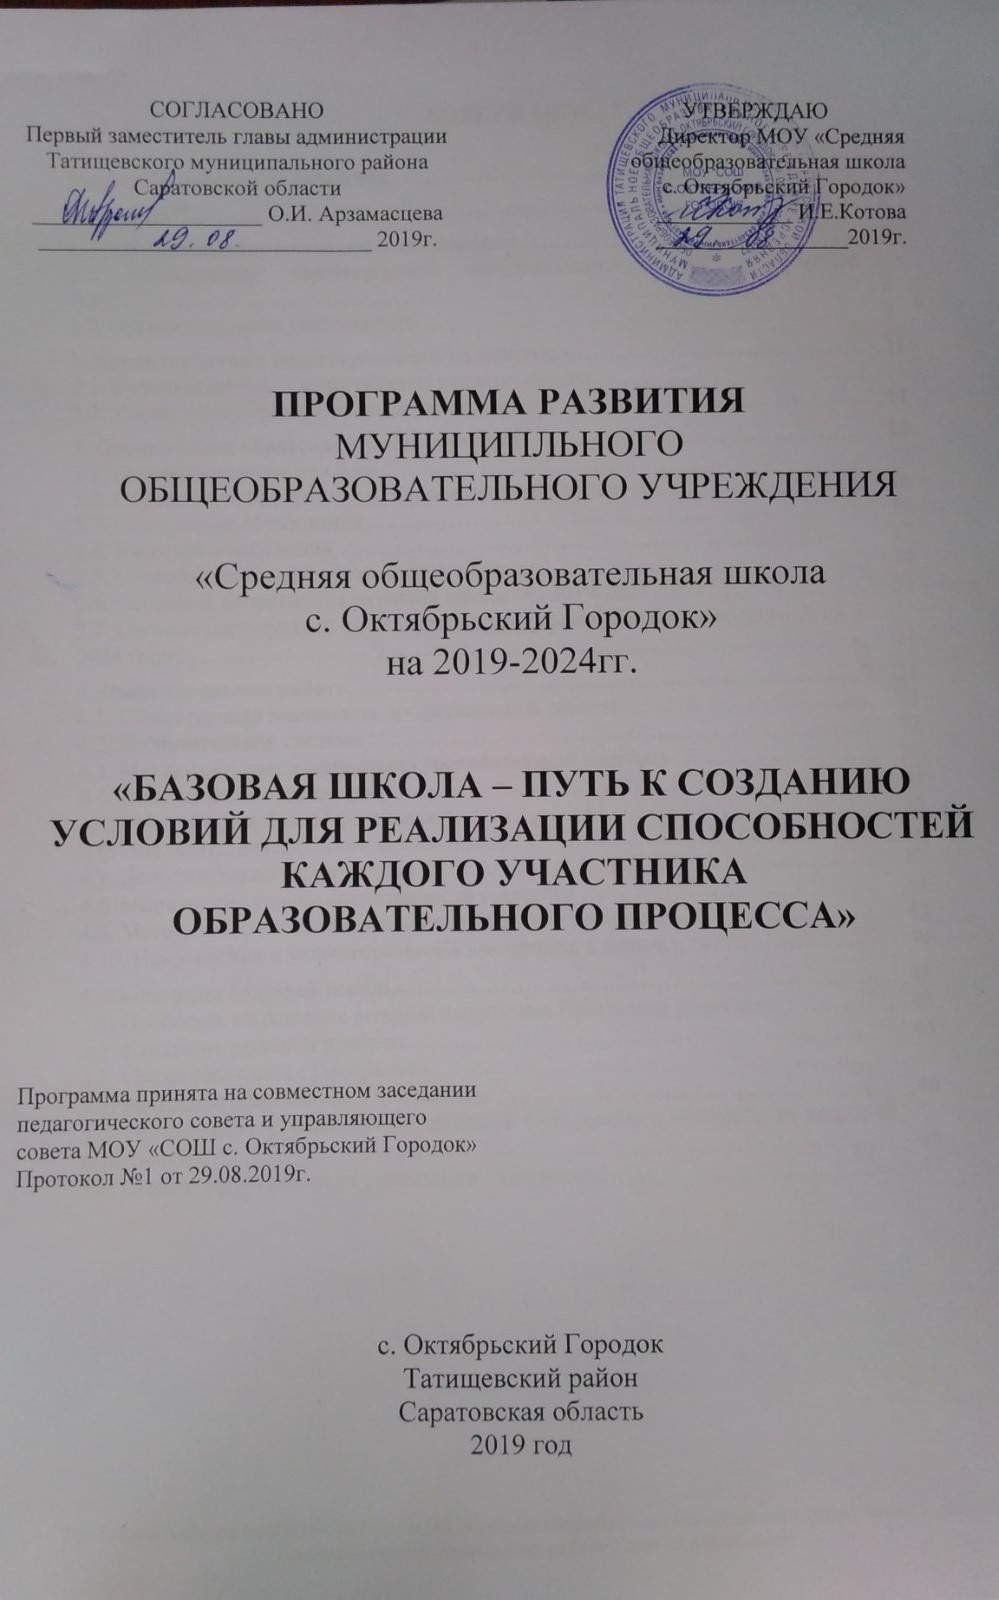 СОГЛАСОВАНО
Первый заместитель главы администрации
Татищевского муниципального района
Саратовской области
О.И. Арзамасцева
29.08. 2019г.
УТВЕРЖДАЮ
Директор МОУ «Средняя
общеобразовательная школа
с. Октябрьский Городок»
И.Е.Котова
29 08 2019г.
ПРОГРАММА РАЗВИТИЯ
МУНИЦИПЛЬНОГО
ОБЩЕОБРАЗОВАТЕЛЬНОГО УЧРЕЖДЕНИЯ
«Средняя общеобразовательная школа
с. Октябрьский Городок»
на 2019-2024гг.
«БАЗОВАЯ ШКОЛА – ПУТЬ К СОЗДАНИЮ
УСЛОВИЙ ДЛЯ РЕАЛИЗАЦИИ СПОСОБНОСТЕЙ
КАЖДОГО УЧАСТНИКА
ОБРАЗОВАТЕЛЬНОГО ПРОЦЕССА»
Программа принята на совместном заседании
педагогического совета и управляющего
совета МОУ «СОШ с. Октябрьский Городок»
Протокол №1 от 29.08.2019г.
с. Октябрьский Городок
Татищевский район
Саратовская область
2019 год